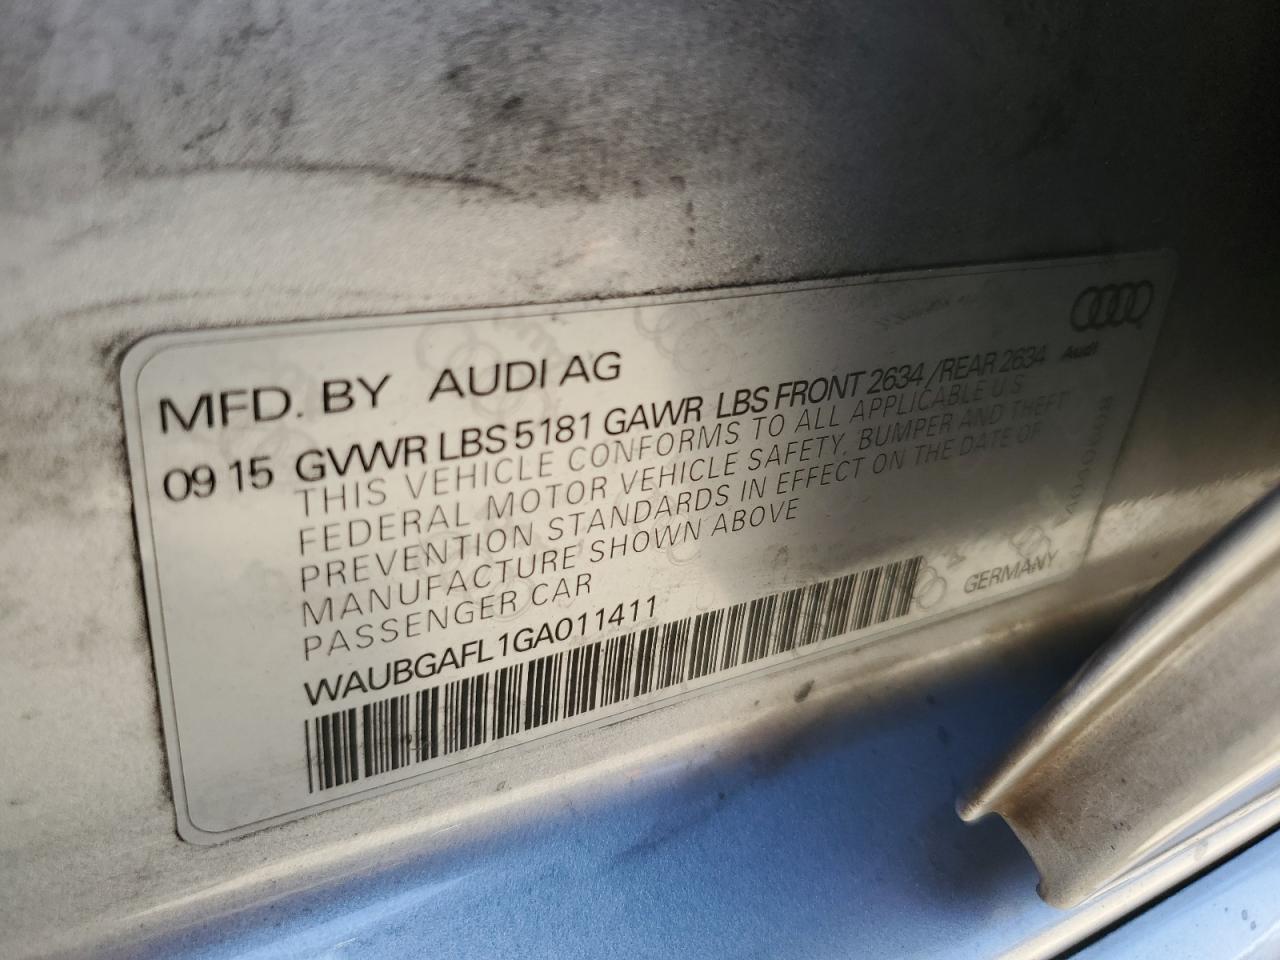 MFD. BY AUDI AG
09 15 GVWR LBS 5181 GAWR LBS FRONT 2634 / REAR 2634
THIS VEHICLE CONFORMS TO ALL APPLICABLE U S
FEDERAL MOTOR VEHICLE SAFETY, BUMPER AND THEFT
PREVENTION STANDARDS IN EFFECT ON THE DATE OF
MANUFACTURE SHOWN ABOVE
PASSENGER CAR
WAUBGAFL1GA011411
GERMANY
Audi